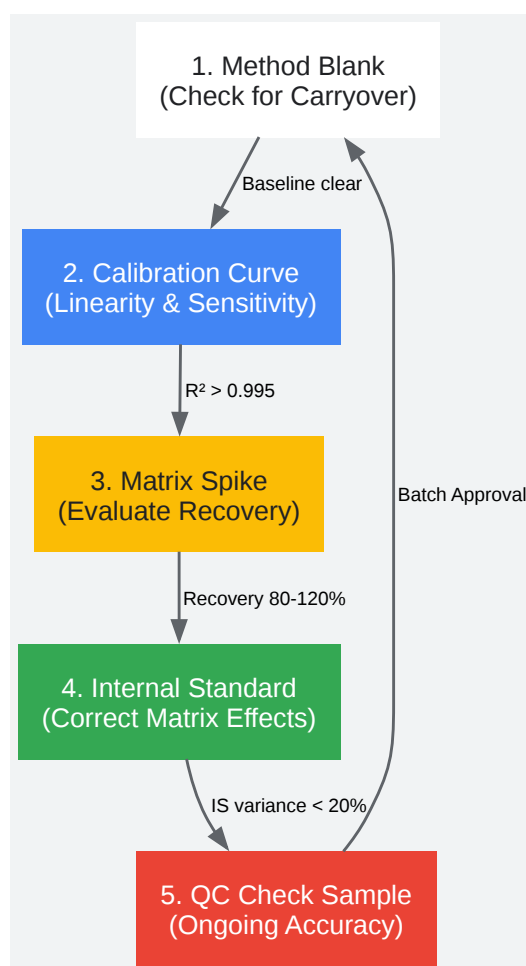 1. Method Blank
(Check for Carryover)
Baseline clear
2. Calibration Curve
(Linearity & Sensitivity)
R² > 0.995
3. Matrix Spike
(Evaluate Recovery)
Batch Approval
Recovery 80-120%
4. Internal Standard
(Correct Matrix Effects)
IS variance < 20%
5. QC Check Sample
(Ongoing Accuracy)